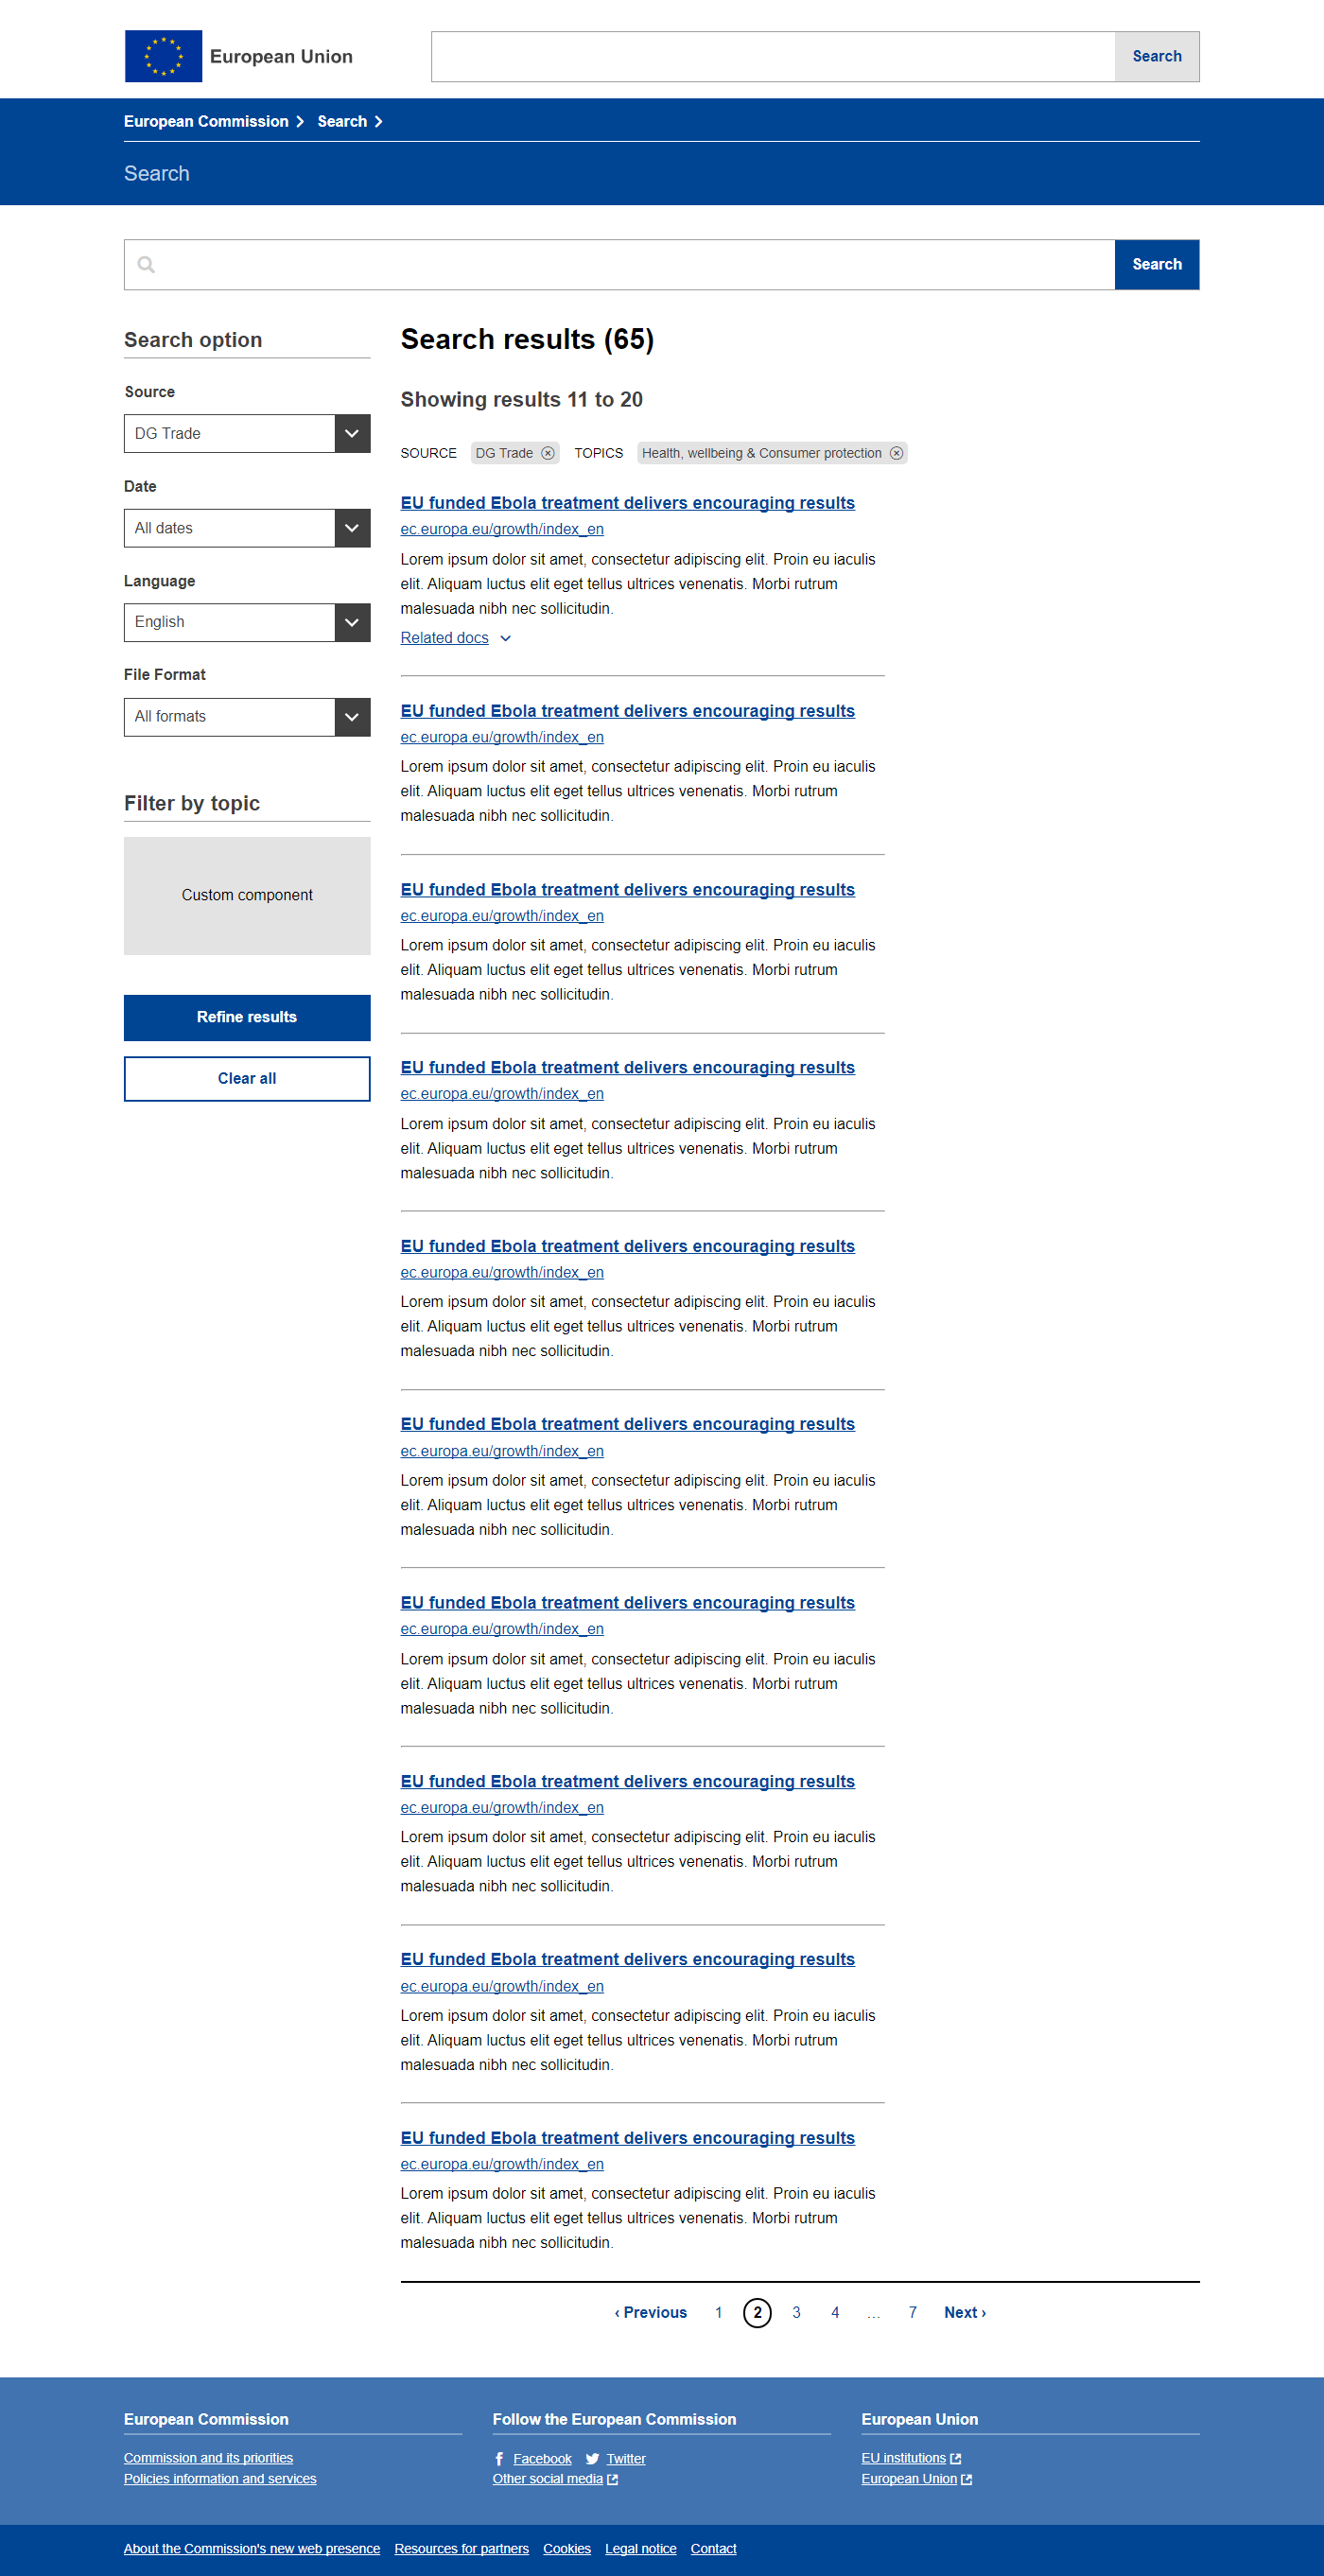 European Union
Search
European Commission Search
Search
Search
Search option
Source
DG Trade
Date
All dates
Language
English
File Format
All formats
Filter by topic
Custom component
Refine results
Clear all
Search results (65)
Showing results 11 to 20
SOURCE DG Trade TOPICS Health, wellbeing & Consumer protection
EU funded Ebola treatment delivers encouraging results
ec.europa.eu/growth/index_en
Lorem ipsum dolor sit amet, consectetur adipiscing elit. Proin eu iaculis
elit. Aliquam luctus elit eget tellus ultrices venenatis. Morbi rutrum
malesuada nibh nec sollicitudin.
Related docs
EU funded Ebola treatment delivers encouraging results
ec.europa.eu/growth/index_en
Lorem ipsum dolor sit amet, consectetur adipiscing elit. Proin eu iaculis
elit. Aliquam luctus elit eget tellus ultrices venenatis. Morbi rutrum
malesuada nibh nec sollicitudin.
EU funded Ebola treatment delivers encouraging results
ec.europa.eu/growth/index_en
Lorem ipsum dolor sit amet, consectetur adipiscing elit. Proin eu iaculis
elit. Aliquam luctus elit eget tellus ultrices venenatis. Morbi rutrum
malesuada nibh nec sollicitudin.
EU funded Ebola treatment delivers encouraging results
ec.europa.eu/growth/index_en
Lorem ipsum dolor sit amet, consectetur adipiscing elit. Proin eu iaculis
elit. Aliquam luctus elit eget tellus ultrices venenatis. Morbi rutrum
malesuada nibh nec sollicitudin.
EU funded Ebola treatment delivers encouraging results
ec.europa.eu/growth/index_en
Lorem ipsum dolor sit amet, consectetur adipiscing elit. Proin eu iaculis
elit. Aliquam luctus elit eget tellus ultrices venenatis. Morbi rutrum
malesuada nibh nec sollicitudin.
EU funded Ebola treatment delivers encouraging results
ec.europa.eu/growth/index_en
Lorem ipsum dolor sit amet, consectetur adipiscing elit. Proin eu iaculis
elit. Aliquam luctus elit eget tellus ultrices venenatis. Morbi rutrum
malesuada nibh nec sollicitudin.
EU funded Ebola treatment delivers encouraging results
ec.europa.eu/growth/index_en
Lorem ipsum dolor sit amet, consectetur adipiscing elit. Proin eu iaculis
elit. Aliquam luctus elit eget tellus ultrices venenatis. Morbi rutrum
malesuada nibh nec sollicitudin.
EU funded Ebola treatment delivers encouraging results
ec.europa.eu/growth/index_en
Lorem ipsum dolor sit amet, consectetur adipiscing elit. Proin eu iaculis
elit. Aliquam luctus elit eget tellus ultrices venenatis. Morbi rutrum
malesuada nibh nec sollicitudin.
EU funded Ebola treatment delivers encouraging results
ec.europa.eu/growth/index_en
Lorem ipsum dolor sit amet, consectetur adipiscing elit. Proin eu iaculis
elit. Aliquam luctus elit eget tellus ultrices venenatis. Morbi rutrum
malesuada nibh nec sollicitudin.
EU funded Ebola treatment delivers encouraging results
ec.europa.eu/growth/index_en
Lorem ipsum dolor sit amet, consectetur adipiscing elit. Proin eu iaculis
elit. Aliquam luctus elit eget tellus ultrices venenatis. Morbi rutrum
malesuada nibh nec sollicitudin.
‹ Previous 1 2 3 4 ... 7 Next ›
European Commission
Commission and its priorities
Policies information and services
Follow the European Commission
Facebook Twitter
Other social media
European Union
EU institutions
European Union
About the Commission's new web presence Resources for partners Cookies Legal notice Contact